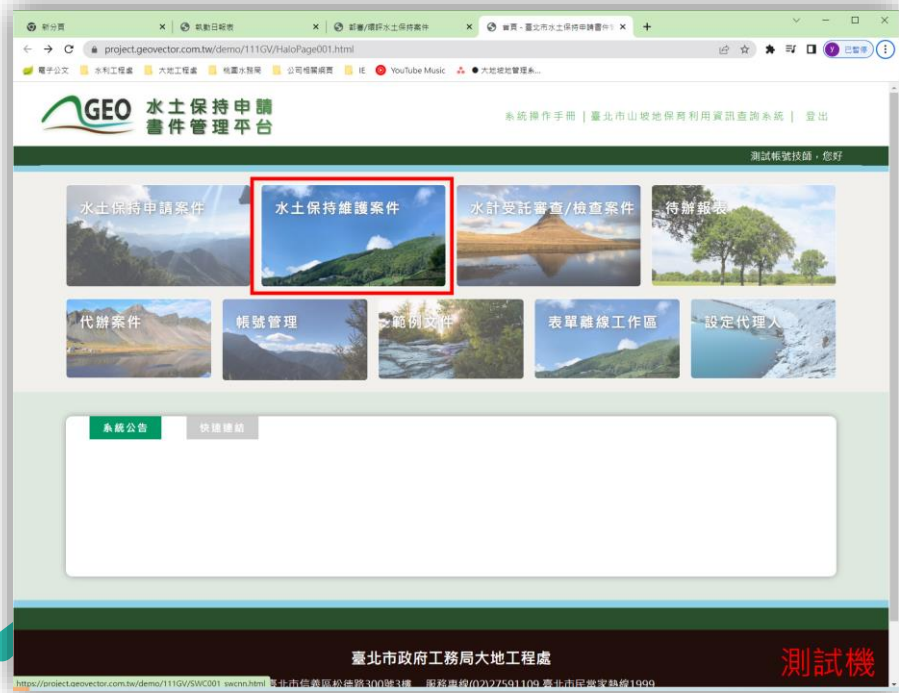 新分頁
執勤日報表
部審/環評水土保持案件
首頁 - 臺北市水土保持申請書件
project.geovector.com.tw/demo/111GV/HaloPage001.html
已暫停
電子公文 水利工程處 大地工程處 桃園水務局 公司相關網頁 IE YouTube Music ●大地坡地管理系...
GEO 水土保持申請
書件管理平台
系統操作手冊 | 臺北市山坡地保育利用資訊查詢系統 | 登出
測試帳號技師,您好
水土保持申請案件
水土保持維護案件
水計受託審查/檢查案件
待辦報表
代辦案件
帳號管理
範例文件
表單離線工作區
設定代理人
系統公告
快速連結
臺北市政府工務局大地工程處
測試機
https://project.geovector.com.tw/demo/111GV/SWC001_swcnn.html
臺北市信義區松德路300號3樓 服務專線(02)27591109 臺北市民當家熱線1999